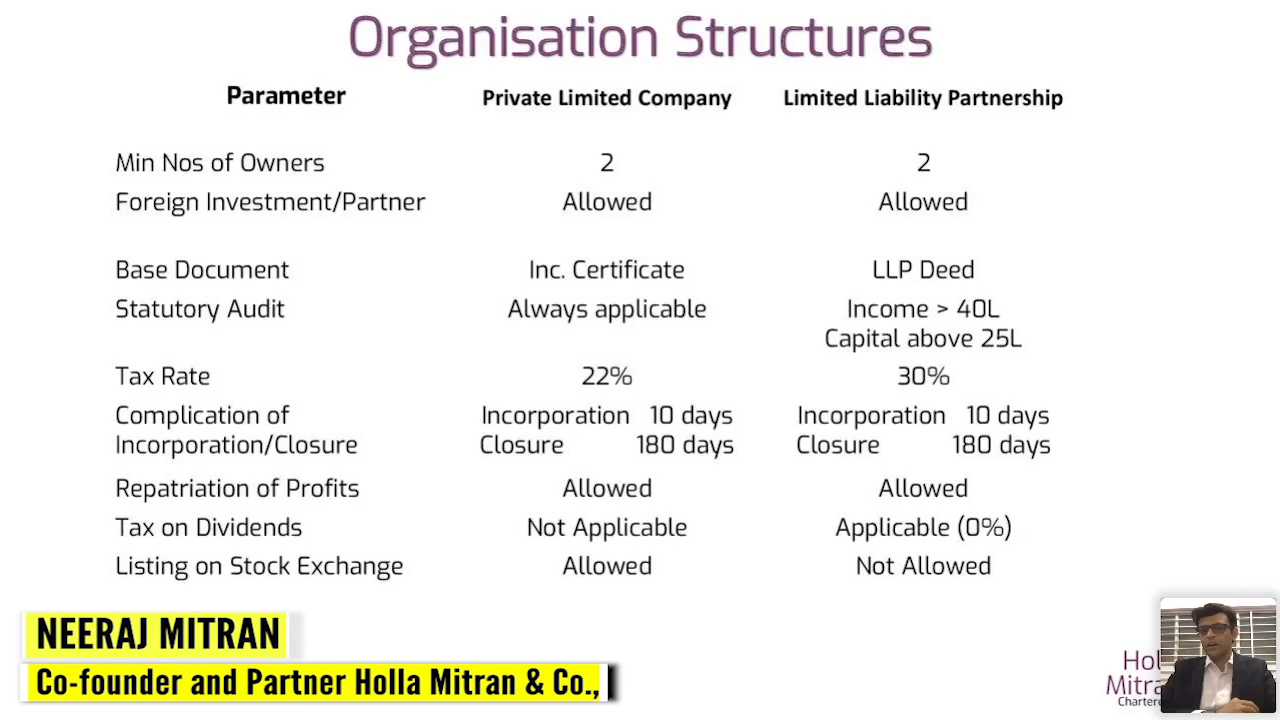 Organisation Structures
Parameter Private Limited Company Limited Liability Partnership
Min Nos of Owners 2 2
Foreign Investment/Partner Allowed Allowed
Base Document Inc. Certificate LLP Deed
Statutory Audit Always applicable Income > 40L
Capital above 25L
Tax Rate 22% 30%
Complication of Incorporation 10 days Incorporation 10 days
Incorporation/Closure Closure 180 days Closure 180 days
Repatriation of Profits Allowed Allowed
Tax on Dividends Not Applicable Applicable (0%)
Listing on Stock Exchange Allowed Not Allowed
NEERAJ MITRAN
Co-founder and Partner Holla Mitran & Co.,